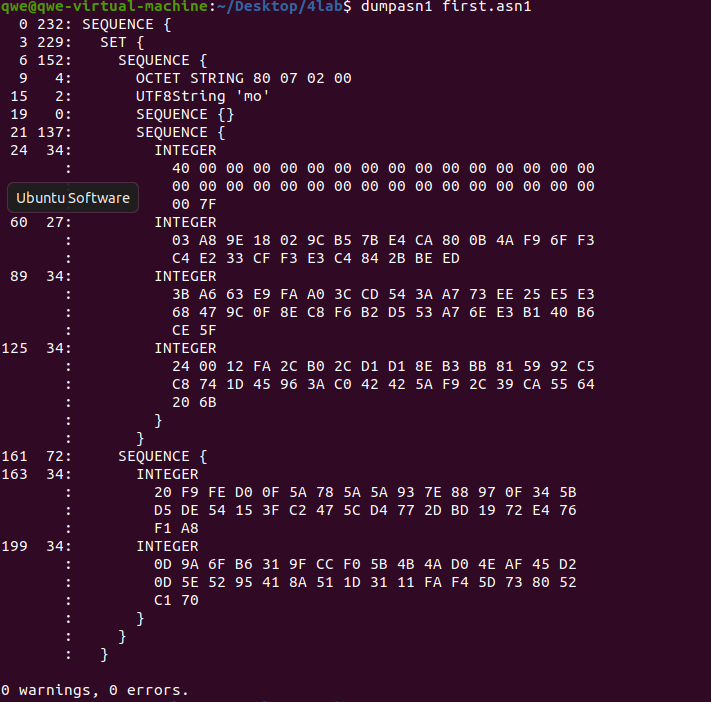 qwe@qwe-virtual-machine:~/Desktop/4lab$ dumpasn1 first.asn1
  0 232: SEQUENCE {
  3 229:   SET {
  6 152:     SEQUENCE {
  9   4:       OCTET STRING 80 07 02 00
 15   2:       UTF8String 'mo'
 19   0:       SEQUENCE {}
 21 137:       SEQUENCE {
 24  34:         INTEGER
       :           40 00 00 00 00 00 00 00 00 00 00 00 00 00 00 00
       :           00 00 00 00 00 00 00 00 00 00 00 00 00 00 00 00
Ubuntu Software
                   00 7F
 60  27:         INTEGER
       :           03 A8 9E 18 02 9C B5 7B E4 CA 80 0B 4A F9 6F F3
       :           C4 E2 33 CF F3 E3 C4 84 2B BE ED
 89  34:         INTEGER
       :           3B A6 63 E9 FA A0 3C CD 54 3A A7 73 EE 25 E5 E3
       :           68 47 9C 0F 8E C8 F6 B2 D5 53 A7 6E E3 B1 40 B6
       :           CE 5F
125  34:         INTEGER
       :           24 00 12 FA 2C B0 2C D1 D1 8E B3 BB 81 59 92 C5
       :           C8 74 1D 45 96 3A C0 42 42 5A F9 2C 39 CA 55 64
       :           20 6B
       :         }
       :       }
161  72:     SEQUENCE {
163  34:       INTEGER
       :         20 F9 FE D0 0F 5A 78 5A 5A 93 7E 88 97 0F 34 5B
       :         D5 DE 54 15 3F C2 47 5C D4 77 2D BD 19 72 E4 76
       :         F1 A8
199  34:       INTEGER
       :         0D 9A 6F B6 31 9F CC F0 5B 4B 4A D0 4E AF 45 D2
       :         0D 5E 52 95 41 8A 51 1D 31 11 FA F4 5D 73 80 52
       :         C1 70
       :       }
       :     }
       :   }
0 warnings, 0 errors.